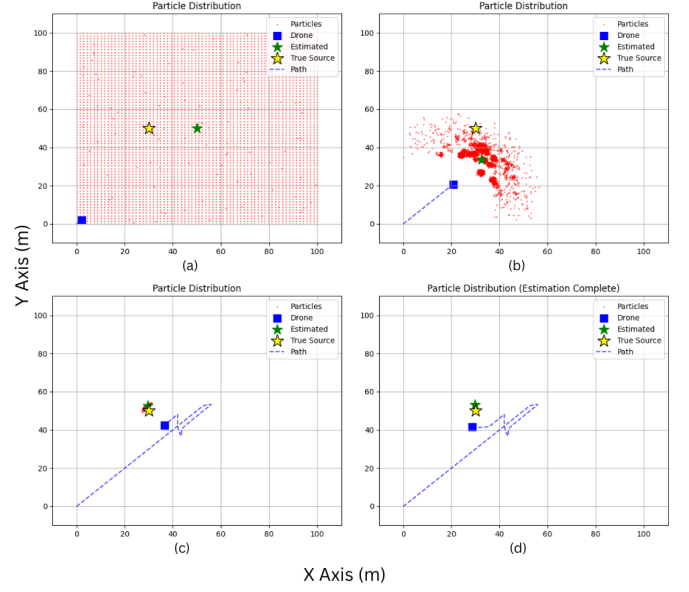 Particle Distribution
Particles
Drone
Estimated
True Source
Path
100
80
60
40
20
0
0 20 40 60 80 100
(a)
Particle Distribution
Particles
Drone
Estimated
True Source
Path
100
80
60
40
20
0
0 20 40 60 80 100
(b)
Y Axis (m)
Particle Distribution
Particles
Drone
Estimated
True Source
Path
100
80
60
40
20
0
0 20 40 60 80 100
(c)
Particle Distribution (Estimation Complete)
Particles
Drone
Estimated
True Source
Path
100
80
60
40
20
0
0 20 40 60 80 100
(d)
X Axis (m)